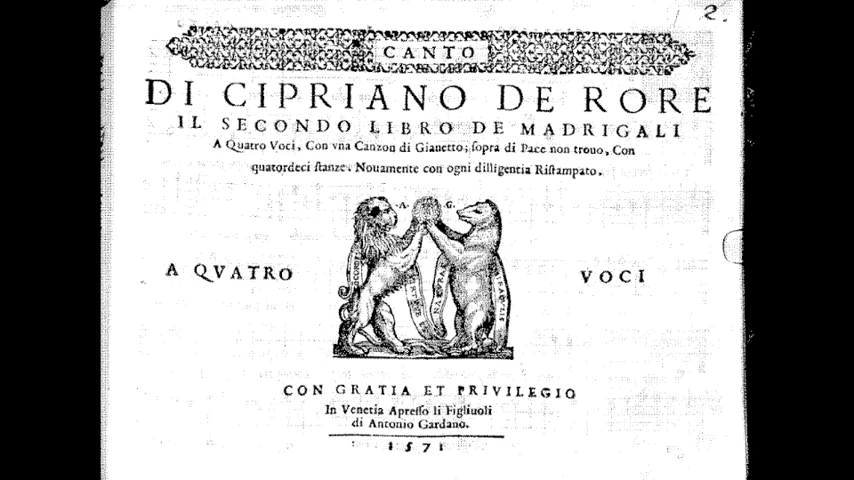 2.
CANTO
DI CIPRIANO DE RORE
IL SECONDO LIBRO DE MADRIGALI
A Quatro Voci, Con vna Canzon di Gianetto; ſopra di Pace non trouo, Con
quatordeci ſtanze. Nouamente con ogni dilligentia Riſtampato.
·A· G·
A QVATRO VOCI
CON GRATIA ET PRIVILEGIO
In Venetia Apreſſo li Figliuoli
di Antonio Gardano.
1571